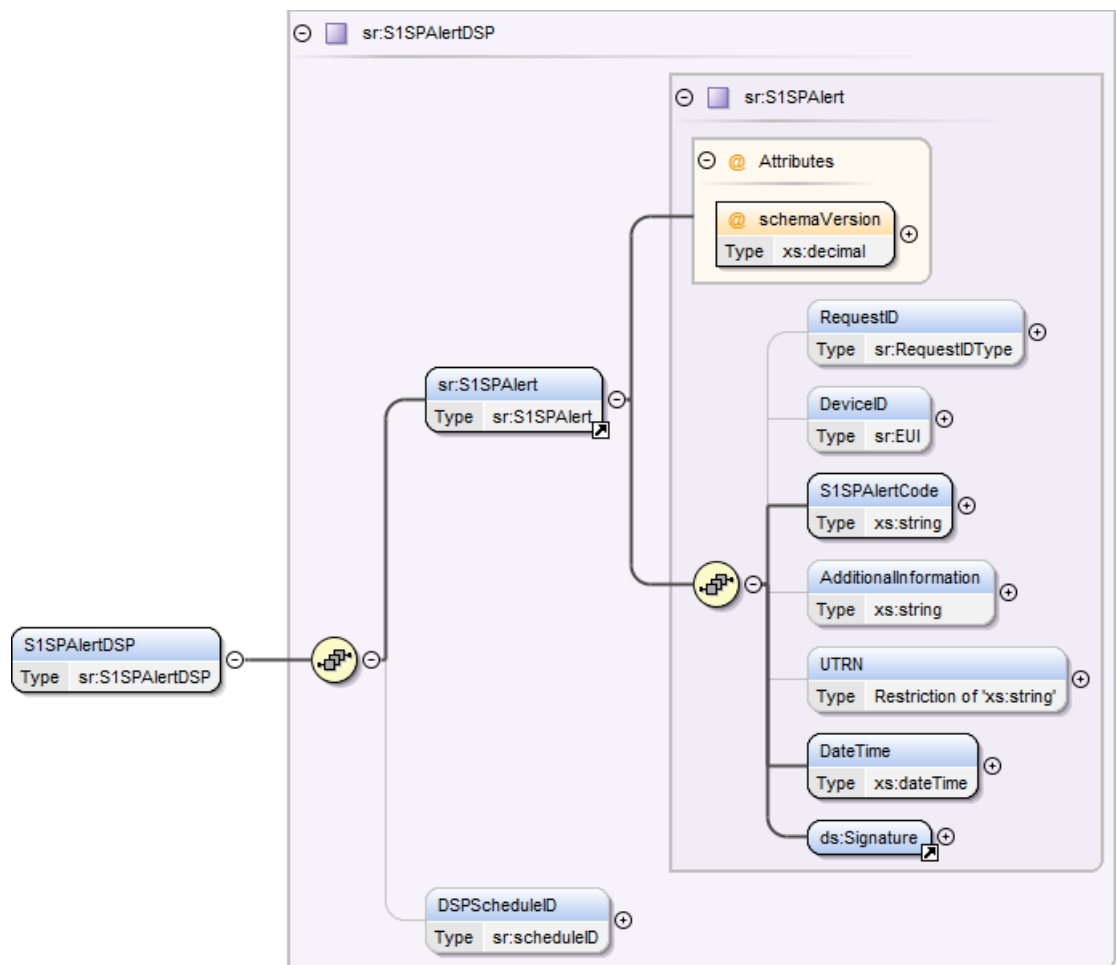 sr:S1SPAlertDSP
sr:S1SPAlert
@ Attributes
@ schemaVersion
Type xs:decimal
RequestID
Type sr:RequestIDType
DeviceID
Type sr:EUI
sr:S1SPAlert
Type sr:S1SPAlert
S1SPAlertCode
Type xs:string
AdditionalInformation
Type xs:string
S1SPAlertDSP
Type sr:S1SPAlertDSP
UTRN
Type Restriction of 'xs:string'
DateTime
Type xs:dateTime
ds:Signature
DSPScheduleID
Type sr:scheduleID